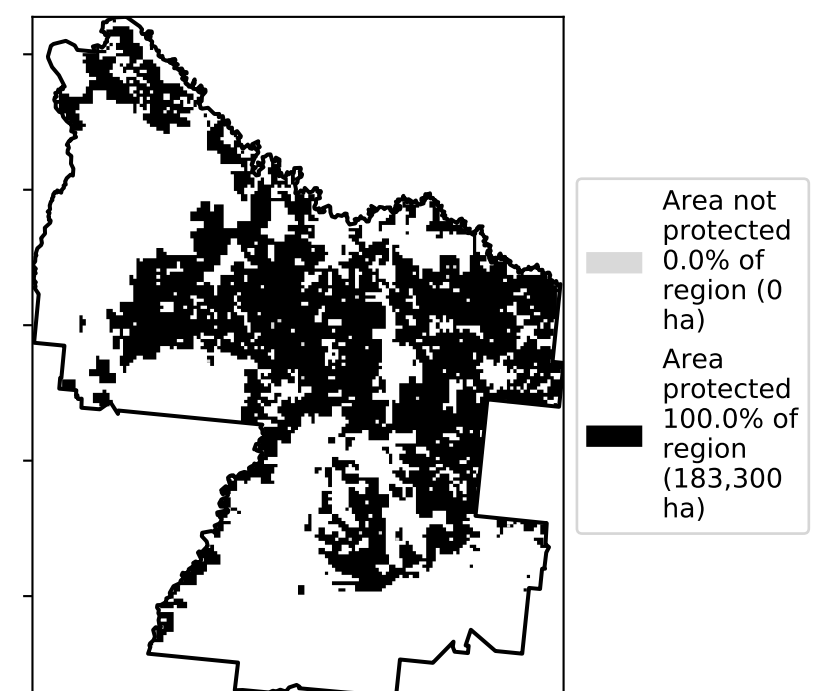 Area not
protected
0.0% of
region (0
ha)
Area
protected
100.0% of
region
(183,300
ha)